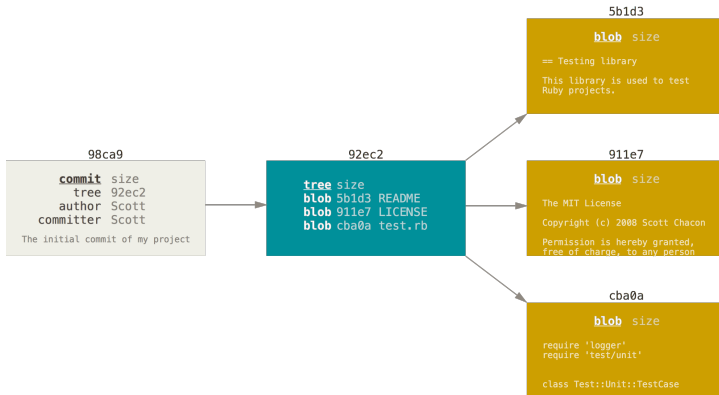 98ca9
commit size
tree 92ec2
author Scott
committer Scott
The initial commit of my project
92ec2
tree size
blob 5b1d3 README
blob 911e7 LICENSE
blob cba0a test.rb
5b1d3
blob size
== Testing library
This library is used to test
Ruby projects.
911e7
blob size
The MIT License
Copyright (c) 2008 Scott Chacon
Permission is hereby granted,
free of charge, to any person
cba0a
blob size
require 'logger'
require 'test/unit'
class Test::Unit::TestCase